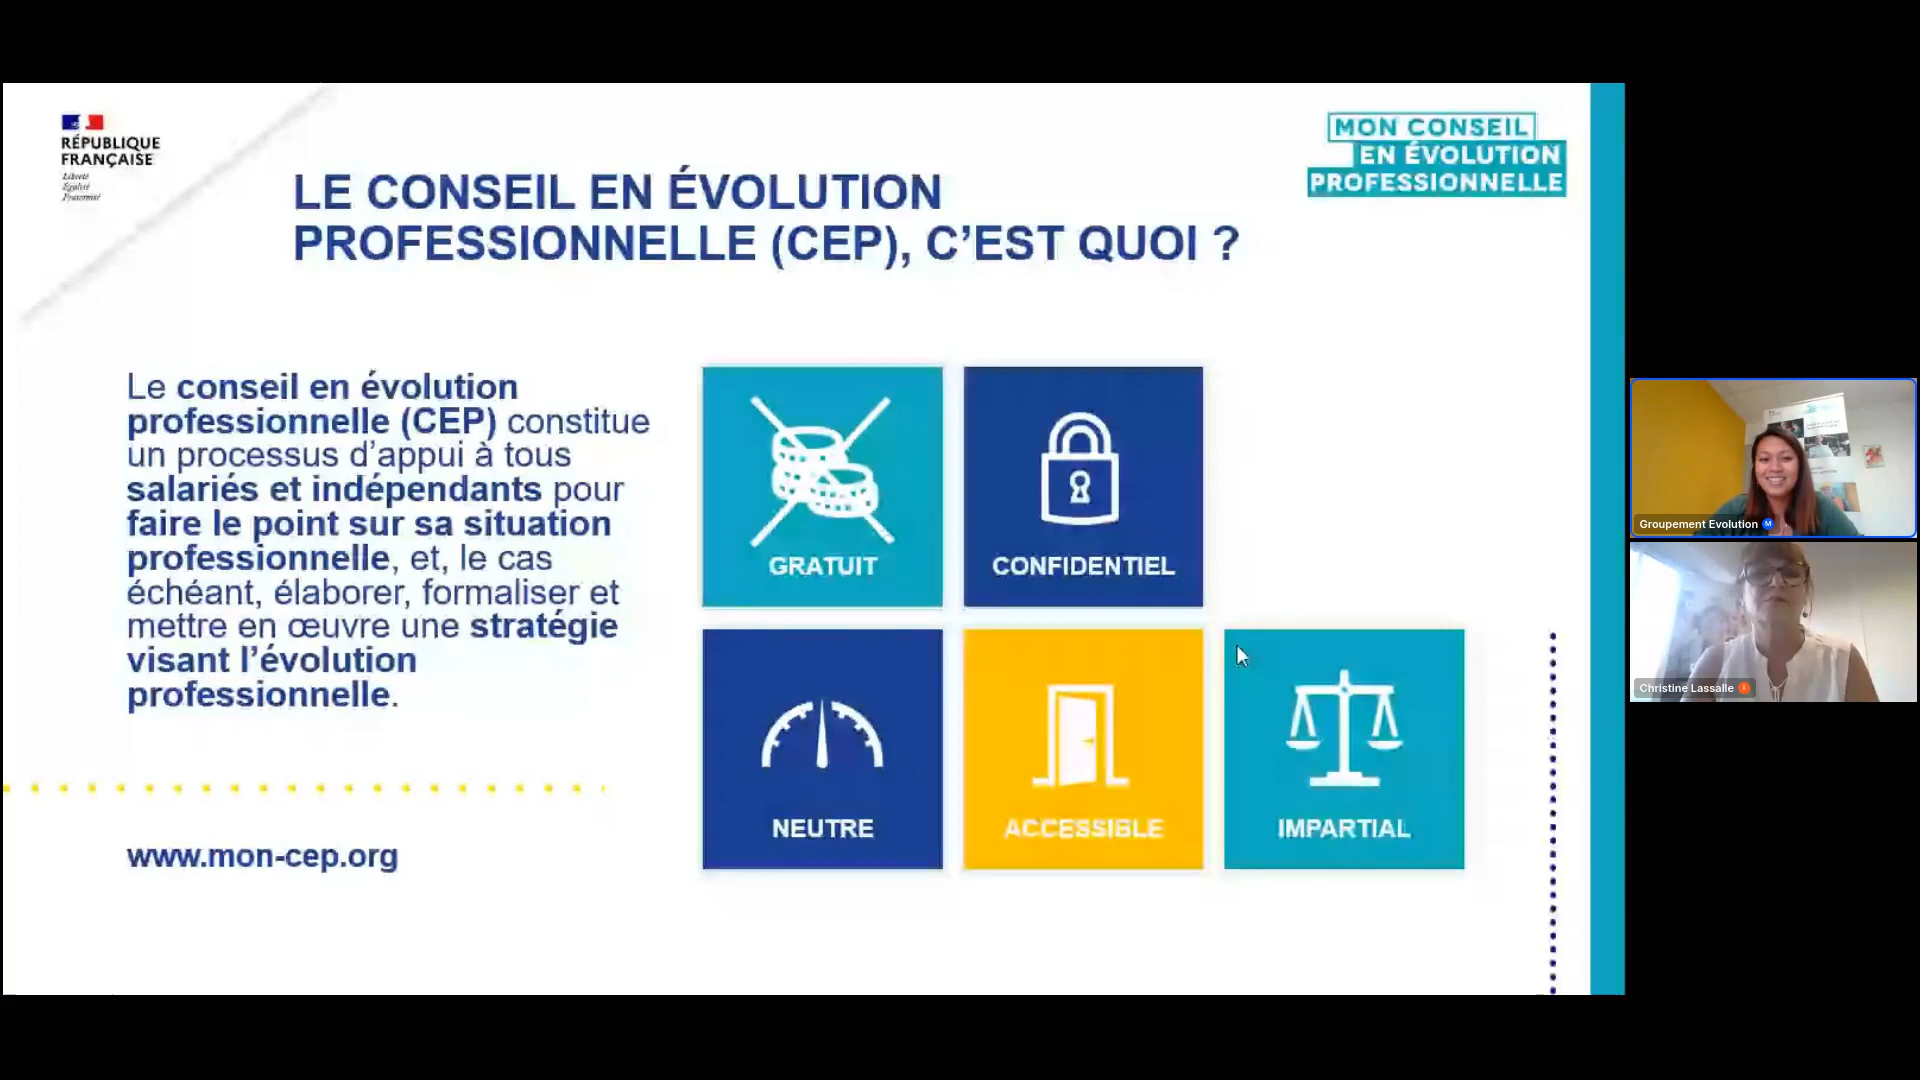 RÉPUBLIQUE
FRANÇAISE
Liberté
Égalité
Fraternité
MON CONSEIL
EN ÉVOLUTION
PROFESSIONNELLE
LE CONSEIL EN ÉVOLUTION
PROFESSIONNELLE (CEP), C’EST QUOI ?
Le conseil en évolution
professionnelle (CEP) constitue
un processus d’appui à tous
salariés et indépendants pour
faire le point sur sa situation
professionnelle, et, le cas
échéant, élaborer, formaliser et
mettre en œuvre une stratégie
visant l’évolution
professionnelle.
www.mon-cep.org
GRATUIT
CONFIDENTIEL
NEUTRE
ACCESSIBLE
IMPARTIAL
Groupement Evolution M
Christine Lassalle